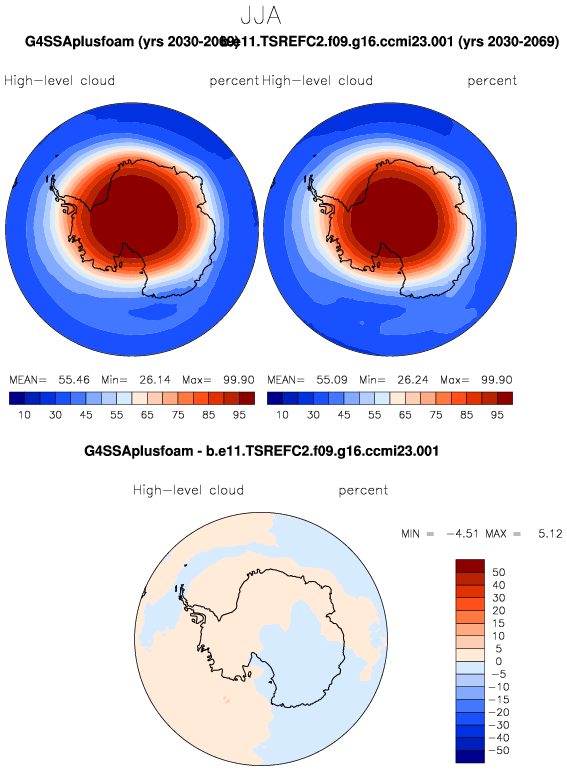 JJA
G4SSAplusfoam (yrs 2030-2069) b.e11.TSREFC2.f09.g16.ccmi23.001 (yrs 2030-2069)
High-level cloud percent High-level cloud percent
MEAN= 55.46 Min= 26.14 Max= 99.90 MEAN= 55.09 Min= 26.24 Max= 99.90
10 30 45 55 65 75 85 95 10 30 45 55 65 75 85 95
G4SSAplusfoam - b.e11.TSREFC2.f09.g16.ccmi23.001
High-level cloud percent
MIN = -4.51 MAX = 5.12
50
40
30
20
15
10
5
0
-5
-10
-15
-20
-30
-40
-50